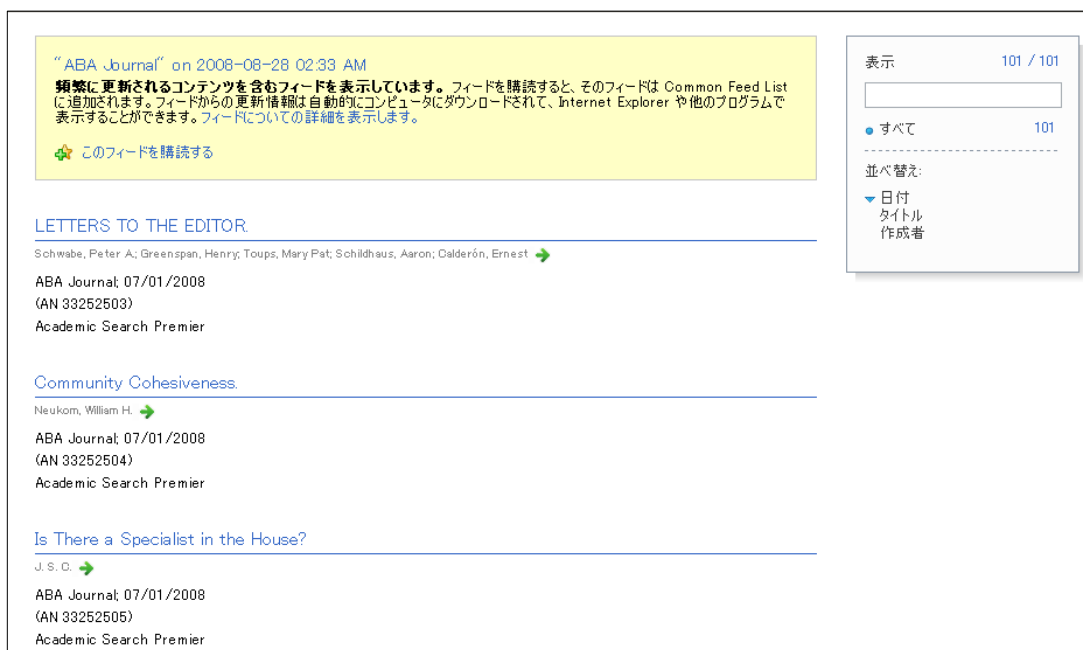 "ABA Journal" on 2008-08-28 02:33 AM
頻繁に更新されるコンテンツを含むフィードを表示しています。フィードを購読すると、そのフィードは Common Feed List
に追加されます。フィードからの更新情報は自動的にコンピュータにダウンロードされて、Internet Explorer や他のプログラムで
表示することができます。フィードについての詳細を表示します。
このフィードを購読する
LETTERS TO THE EDITOR.
Schwabe, Peter A.; Greenspan, Henry; Toups, Mary Pat; Schildhaus, Aaron; Calderón, Ernest
ABA Journal; 07/01/2008
(AN 33252503)
Academic Search Premier
Community Cohesiveness.
Neukom, William H.
ABA Journal; 07/01/2008
(AN 33252504)
Academic Search Premier
Is There a Specialist in the House?
J. S. C.
ABA Journal; 07/01/2008
(AN 33252505)
Academic Search Premier
表示 101 / 101
すべて 101
並べ替え:
日付
タイトル
作成者